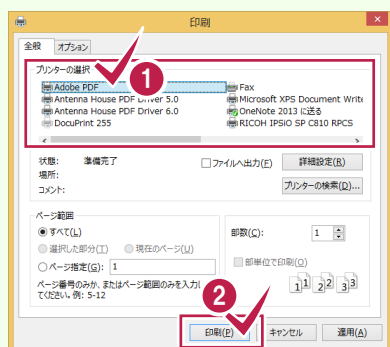 印刷
全般 オプション
プリンターの選択
1
Adobe PDF
Antenna House PDF Driver 5.0
Antenna House PDF Driver 6.0
DocuPrint 255
Fax
Microsoft XPS Document Write
OneNote 2013 に送る
RICOH IPSiO SP C810 RPCS
状態: 準備完了
場所:
コメント:
ファイルへ出力(F)
詳細設定(R)
プリンターの検索(D)...
ページ範囲
すべて(L)
選択した部分(T) 現在のページ(U)
ページ指定(G): 1
ページ番号のみか、またはページ範囲のみを入力し
てください。例: 5-12
部数(C): 1
部単位で印刷(O)
1 1 2 2 3 3
2
印刷(P) キャンセル 適用(A)